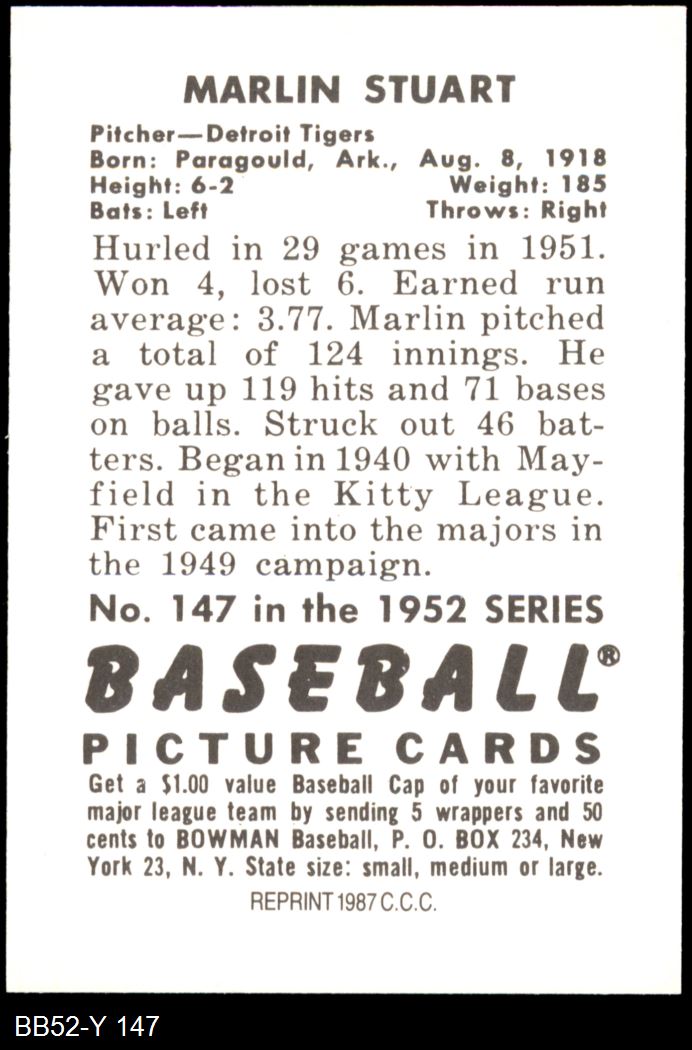 MARLIN STUART
Pitcher—Detroit Tigers
Born: Paragould, Ark., Aug. 8, 1918
Height: 6-2 Weight: 185
Bats: Left Throws: Right
Hurled in 29 games in 1951.
Won 4, lost 6. Earned run
average: 3.77. Marlin pitched
a total of 124 innings. He
gave up 119 hits and 71 bases
on balls. Struck out 46 bat-
ters. Began in 1940 with May-
field in the Kitty League.
First came into the majors in
the 1949 campaign.
No. 147 in the 1952 SERIES
BASEBALL®
PICTURE CARDS
Get a $1.00 value Baseball Cap of your favorite
major league team by sending 5 wrappers and 50
cents to BOWMAN Baseball, P. O. BOX 234, New
York 23, N. Y. State size: small, medium or large.
REPRINT 1987 C.C.C.
BB52-Y 147